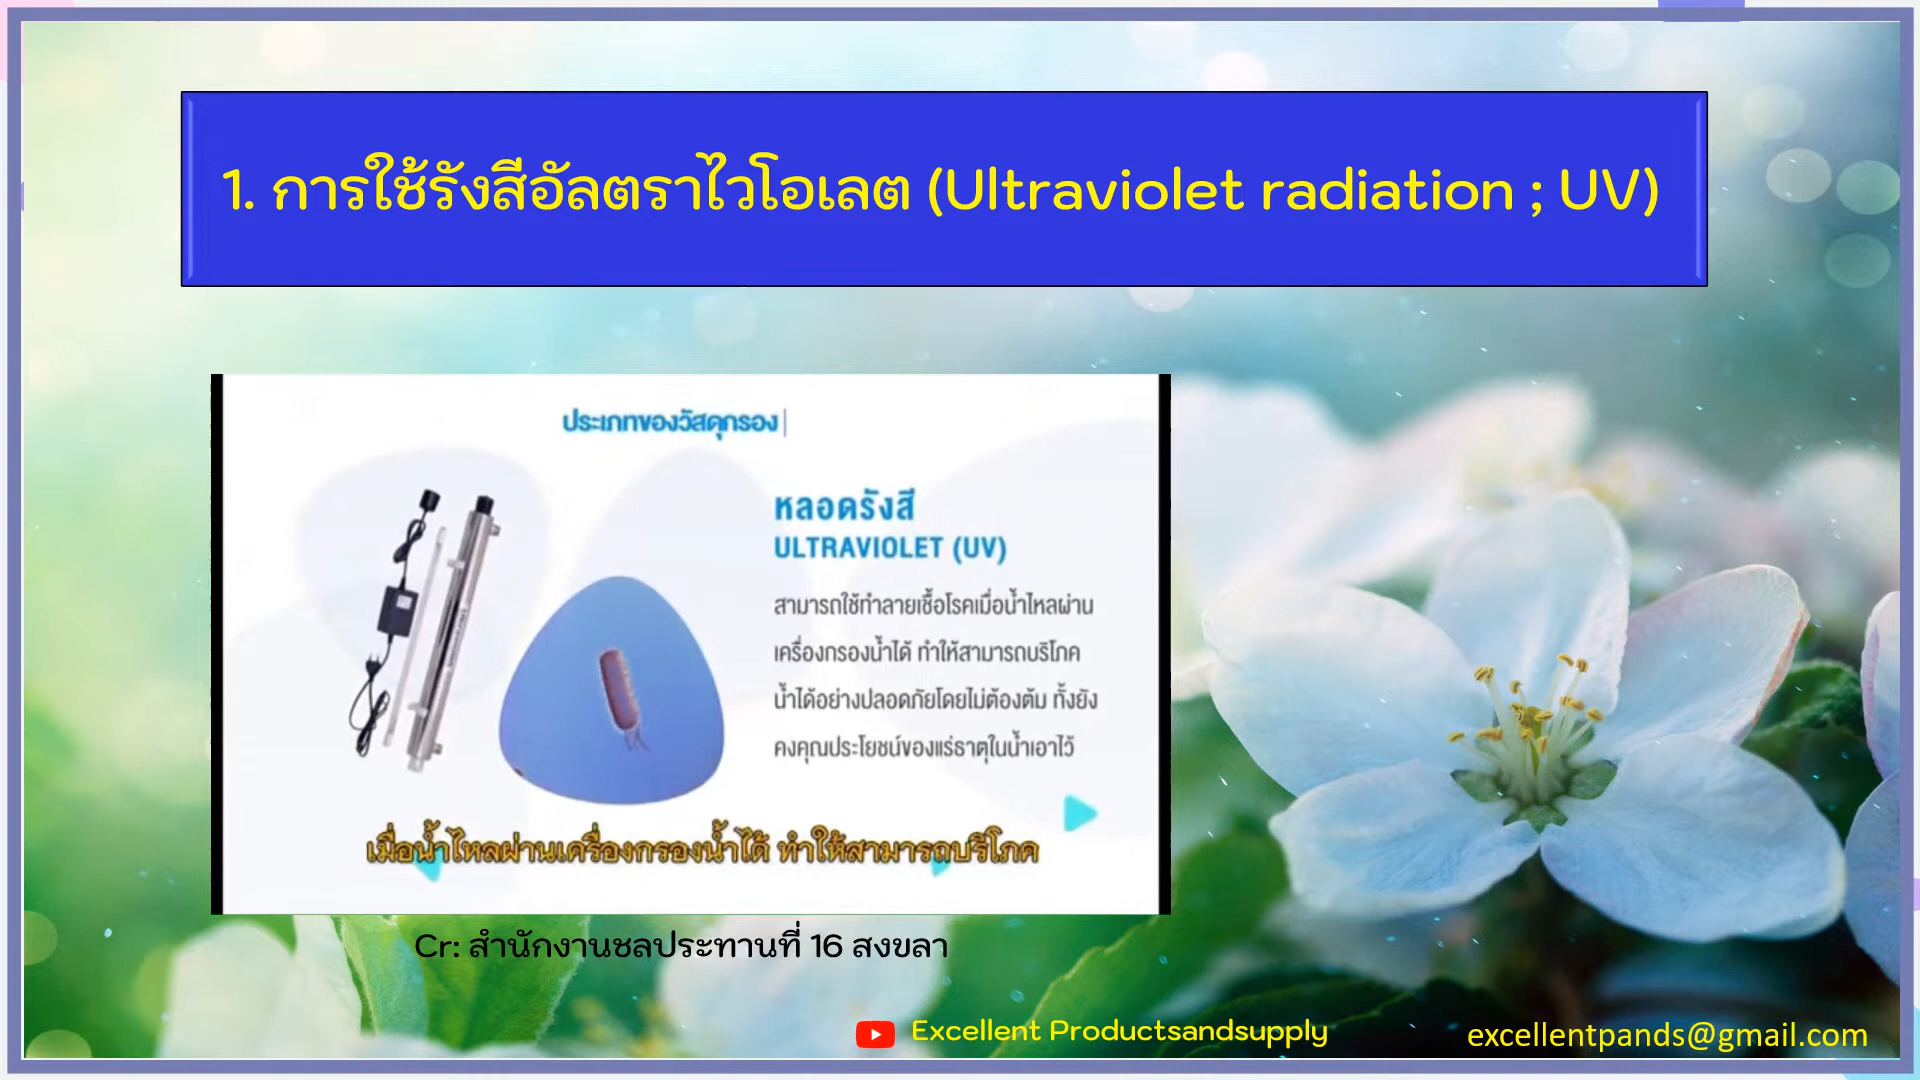 1. การใช้รังสีอัลตราไวโอเลต (Ultraviolet radiation ; UV)
ประเภทของวัสดุกรอง
หลอดรังสี
ULTRAVIOLET (UV)
สามารถใช้ทำลายเชื้อโรคเมื่อน้ำไหลผ่าน
เครื่องกรองน้ำได้ ทำให้สามารถบริโภค
น้ำได้อย่างปลอดภัยโดยไม่ต้องต้ม ทั้งยัง
คงคุณประโยชน์ของแร่ธาตุในน้ำเอาไว้
เมื่อน้ำไหลผ่านเครื่องกรองน้ำได้ ทำให้สามารถบริโภค
Cr: สำนักงานชลประทานที่ 16 สงขลา
Excellent Productsandsupply
excellentpands@gmail.com